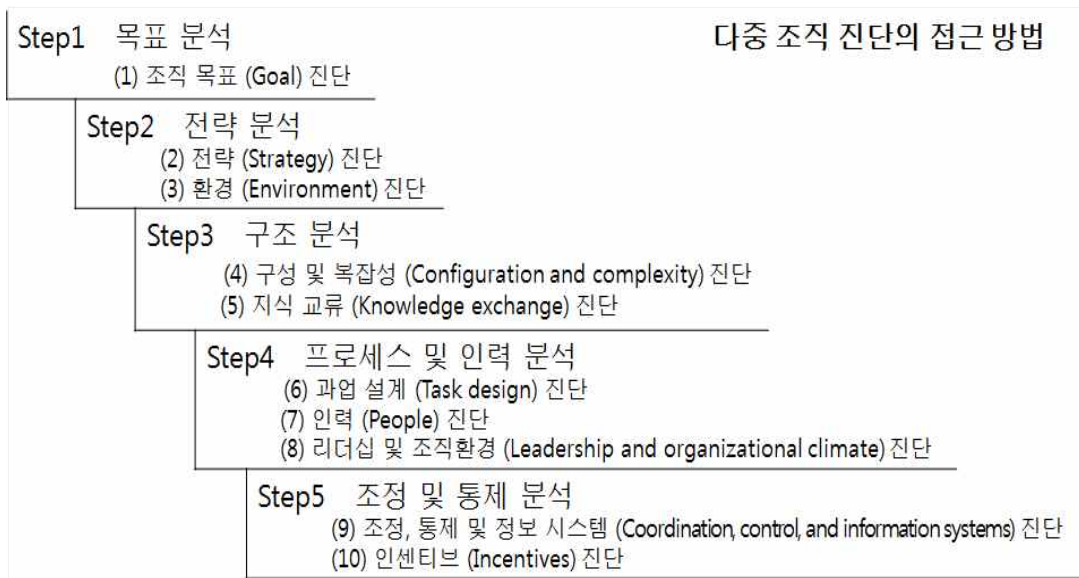 다중 조직 진단의 접근 방법
Step1 목표 분석
(1) 조직 목표 (Goal) 진단
Step2 전략 분석
(2) 전략 (Strategy) 진단
(3) 환경 (Environment) 진단
Step3 구조 분석
(4) 구성 및 복잡성 (Configuration and complexity) 진단
(5) 지식 교류 (Knowledge exchange) 진단
Step4 프로세스 및 인력 분석
(6) 과업 설계 (Task design) 진단
(7) 인력 (People) 진단
(8) 리더십 및 조직환경 (Leadership and organizational climate) 진단
Step5 조정 및 통제 분석
(9) 조정, 통제 및 정보 시스템 (Coordination, control, and information systems) 진단
(10) 인센티브 (Incentives) 진단